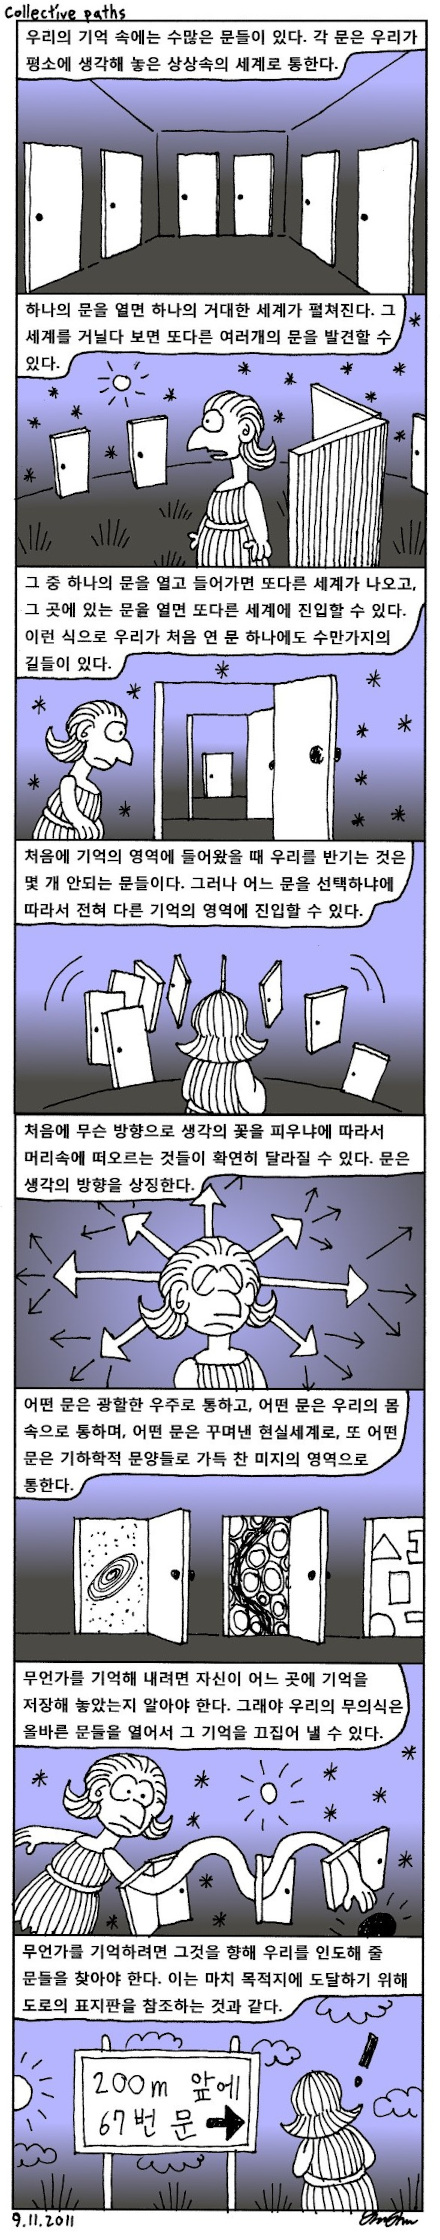 Collective paths
우리의 기억 속에는 수많은 문들이 있다. 각 문은 우리가
평소에 생각해 놓은 상상속의 세계로 통한다.
하나의 문을 열면 하나의 거대한 세계가 펼쳐진다. 그
세계를 거닐다 보면 또다른 여러개의 문을 발견할 수
있다.
그 중 하나의 문을 열고 들어가면 또다른 세계가 나오고,
그 곳에 있는 문을 열면 또다른 세계에 진입할 수 있다.
이런 식으로 우리가 처음 연 문 하나에도 수만가지의
길들이 있다.
처음에 기억의 영역에 들어왔을 때 우리를 반기는 것은
몇 개 안되는 문들이다. 그러나 어느 문을 선택하냐에
따라서 전혀 다른 기억의 영역에 진입할 수 있다.
처음에 무슨 방향으로 생각의 꽃을 피우냐에 따라서
머리속에 떠오르는 것들이 확연히 달라질 수 있다. 문은
생각의 방향을 상징한다.
어떤 문은 광할한 우주로 통하고, 어떤 문은 우리의 몸
속으로 통하며, 어떤 문은 꾸며낸 현실세계로, 또 어떤
문은 기하학적 문양들로 가득 찬 미지의 영역으로
통한다.
무언가를 기억해 내려면 자신이 어느 곳에 기억을
저장해 놓았는지 알아야 한다. 그래야 우리의 무의식은
올바른 문들을 열어서 그 기억을 끄집어 낼 수 있다.
무언가를 기억하려면 그것을 향해 우리를 인도해 줄
문들을 찾아야 한다. 이는 마치 목적지에 도달하기 위해
도로의 표지판을 참조하는 것과 같다.
!
200m 앞에
67번 문
9.11.2011